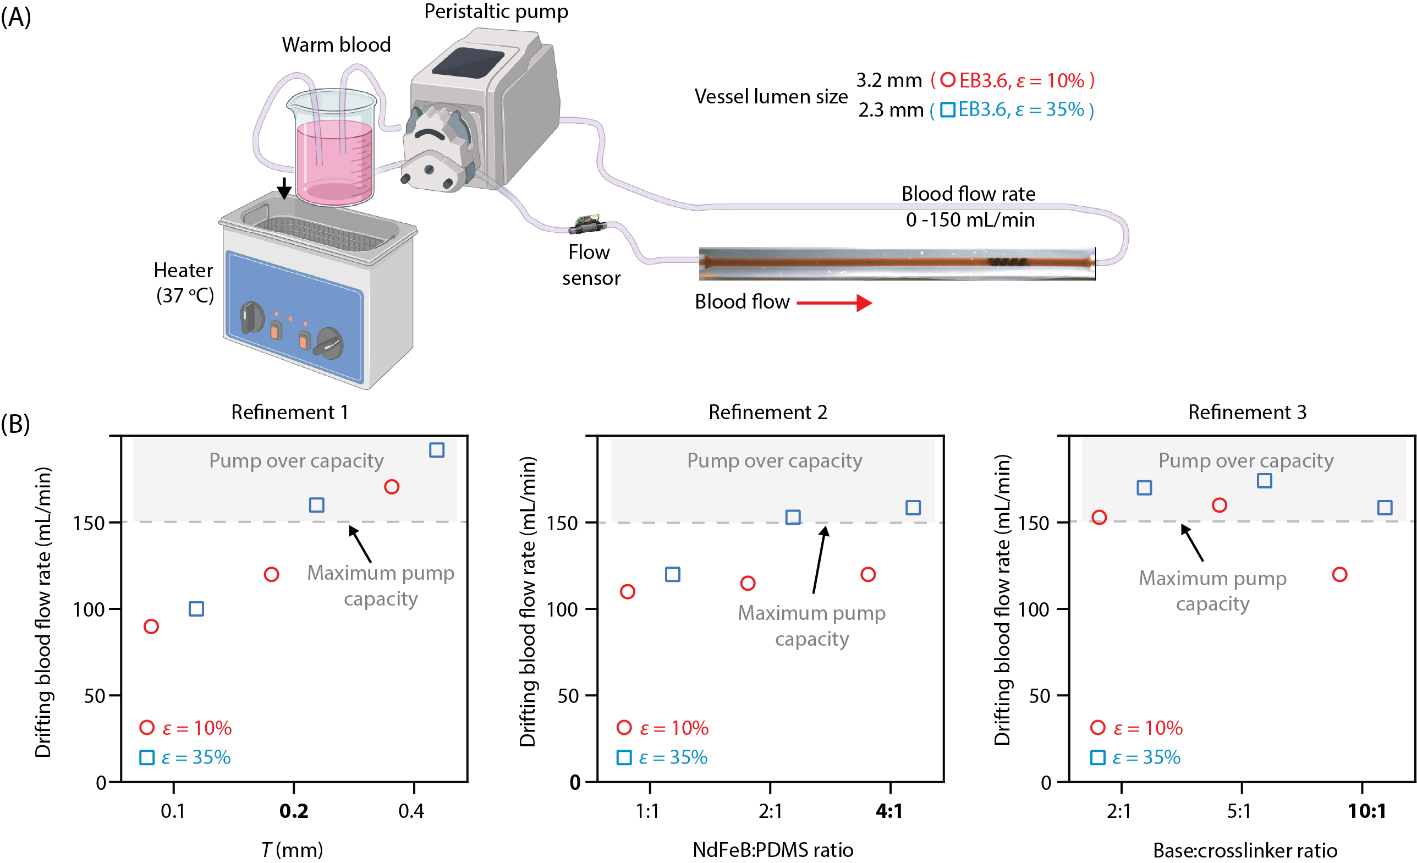 (A)
Peristaltic pump
Warm blood
Vessel lumen size
3.2 mm ( EB3.6, ε = 10% )
2.3 mm ( EB3.6, ε = 35% )
Blood flow rate
0 -150 mL/min
Flow
sensor
Heater
(37 ºC)
Blood flow
(B)
Refinement 1
Drifting blood flow rate (mL/min)
Pump over capacity
150
Maximum pump
capacity
100
50
ε = 10%
ε = 35%
0
0.1
0.2
0.4
T (mm)
Refinement 2
Drifting blood flow rate (mL/min)
Pump over capacity
150
Maximum pump
capacity
100
50
ε = 10%
ε = 35%
0
1:1
2:1
4:1
NdFeB:PDMS ratio
Refinement 3
Drifting blood flow rate (mL/min)
Pump over capacity
150
Maximum pump
capacity
100
50
ε = 10%
ε = 35%
0
2:1
5:1
10:1
Base:crosslinker ratio